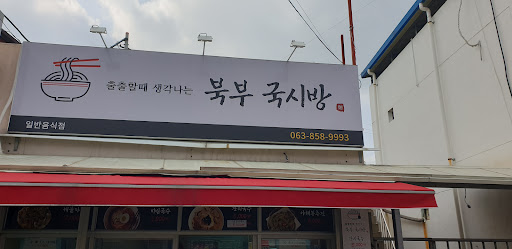 출출할때 생각나는 북부 국시방
일반음식점
063-858-9993